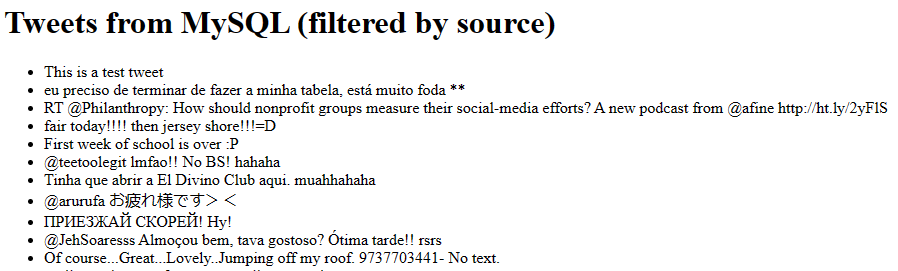 Tweets from MySQL (filtered by source)
This is a test tweet
eu preciso de terminar de fazer a minha tabela, está muito foda **
RT @Philanthropy: How should nonprofit groups measure their social-media efforts? A new podcast from @afine http://ht.ly/2yFlS
fair today!!!! then jersey shore!!!=D
First week of school is over :P
@teetoolegit lmfao!! No BS! hahaha
Tinha que abrir a El Divino Club aqui. muahhahaha
@arurufa お疲れ様です＞＜
ПРИЕЗЖАЙ СКОРЕЙ! Ну!
@JehSoaresss Almoçou bem, tava gostoso? Ótima tarde!! rsrs
Of course...Great...Lovely..Jumping off my roof. 9737703441- No text.